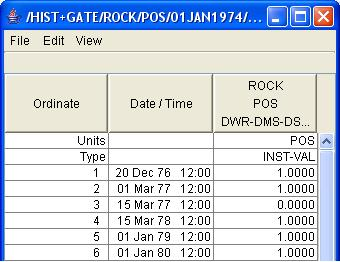 /HIST+GATE/ROCK/POS/01JAN1974/...
File Edit View
Ordinate Date / Time ROCK
POS
DWR-DMS-DS...
Units POS
Type INST-VAL
1 20 Dec 76 12:00 1.0000
2 01 Mar 77 12:00 1.0000
3 15 Mar 77 12:00 0.0000
4 15 Mar 78 12:00 1.0000
5 01 Jan 79 12:00 1.0000
6 01 Jan 80 12:00 1.0000